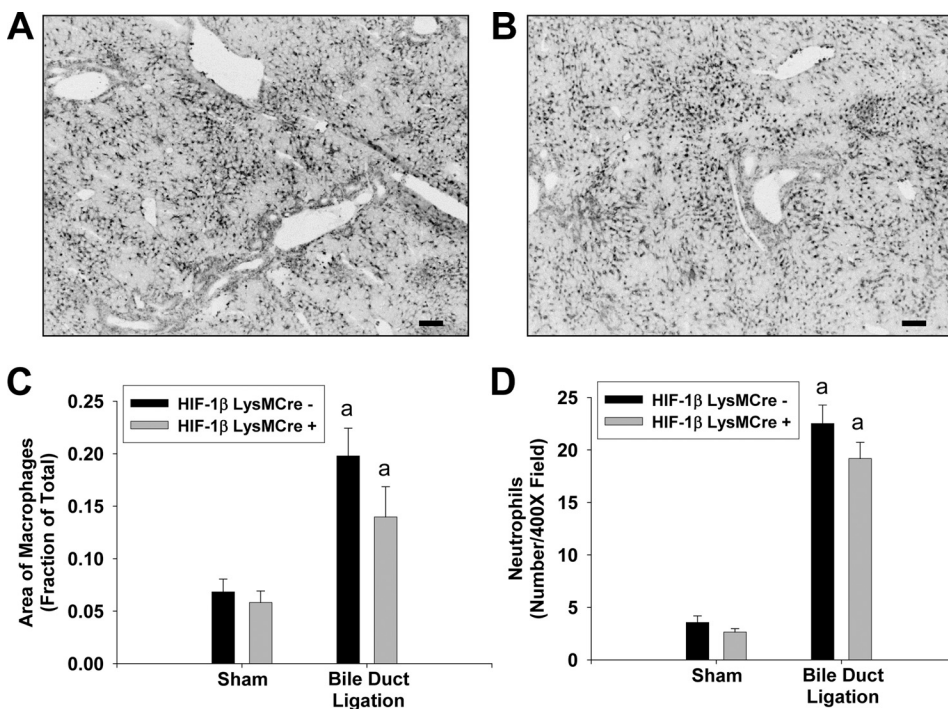 A
B
C
HIF-1β LysMCre -
HIF-1β LysMCre +
Area of Macrophages
(Fraction of Total)
0.25
0.20
0.15
0.10
0.05
0.00
a
a
Sham
Bile Duct
Ligation
D
HIF-1β LysMCre -
HIF-1β LysMCre +
Neutrophils
(Number/400X Field)
25
20
15
10
5
0
a
a
Sham
Bile Duct
Ligation